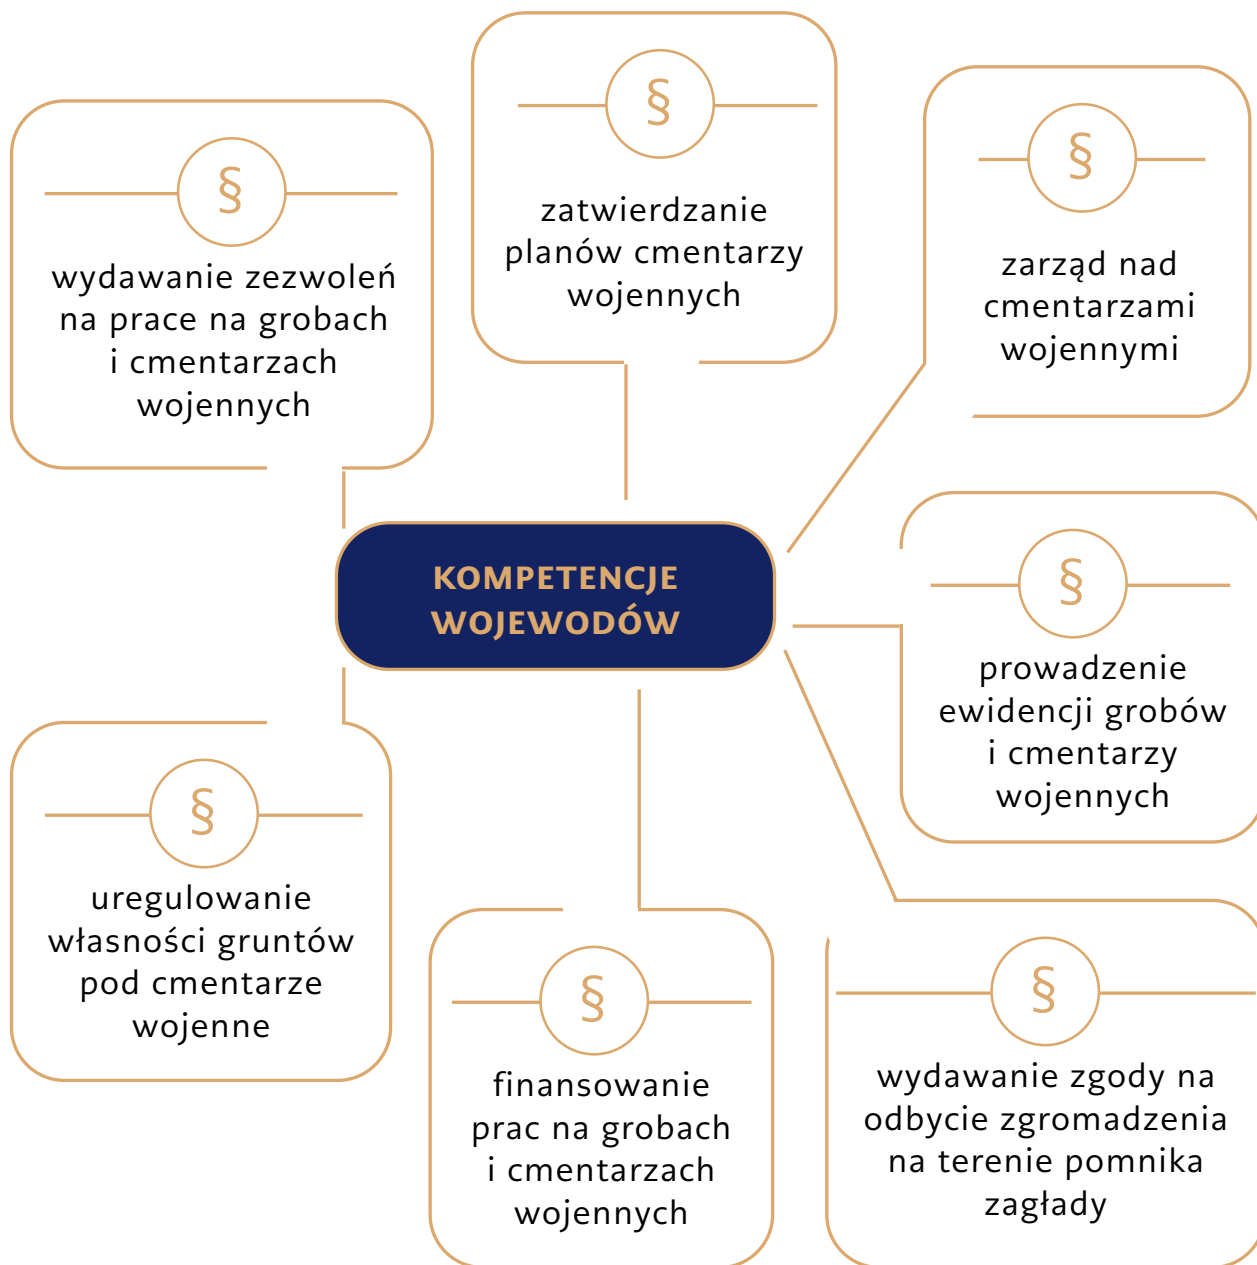 §
wydawanie zezwoleń
na prace na grobach
i cmentarzach
wojennych
§
zatwierdzanie
planów cmentarzy
wojennych
§
zarząd nad
cmentarzami
wojennymi
KOMPETENCJE
WOJEWODÓW
§
prowadzenie
ewidencji grobów
i cmentarzy
wojennych
§
uregulowanie
własności gruntów
pod cmentarze
wojenne
§
finansowanie
prac na grobach
i cmentarzach
wojennych
§
wydawanie zgody na
odbycie zgromadzenia
na terenie pomnika
zagłady